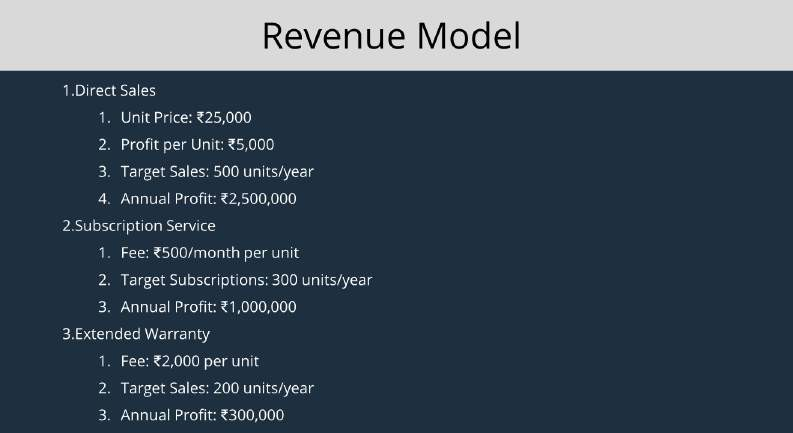 Revenue Model
1.Direct Sales
1. Unit Price: ₹25,000
2. Profit per Unit: ₹5,000
3. Target Sales: 500 units/year
4. Annual Profit: ₹2,500,000
2.Subscription Service
1. Fee: ₹500/month per unit
2. Target Subscriptions: 300 units/year
3. Annual Profit: ₹1,000,000
3.Extended Warranty
1. Fee: ₹2,000 per unit
2. Target Sales: 200 units/year
3. Annual Profit: ₹300,000